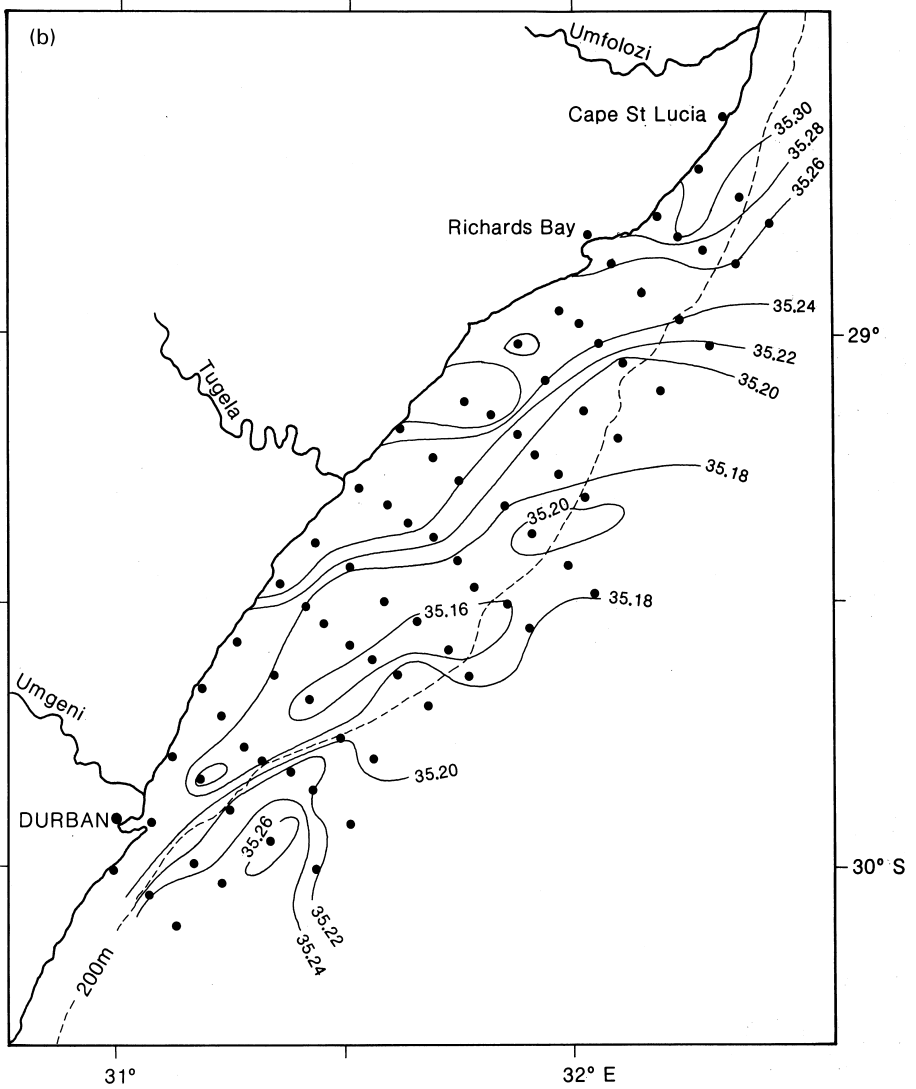 (b)
Umfolozi
Cape St Lucia
35.30
35.28
35.26
Richards Bay
35.24
29°
35.22
35.20
Tugela
35.18
35.20
35.16
35.18
Umgeni
35.20
DURBAN
35.26
30° S
35.22
35.24
200m
31°
32° E